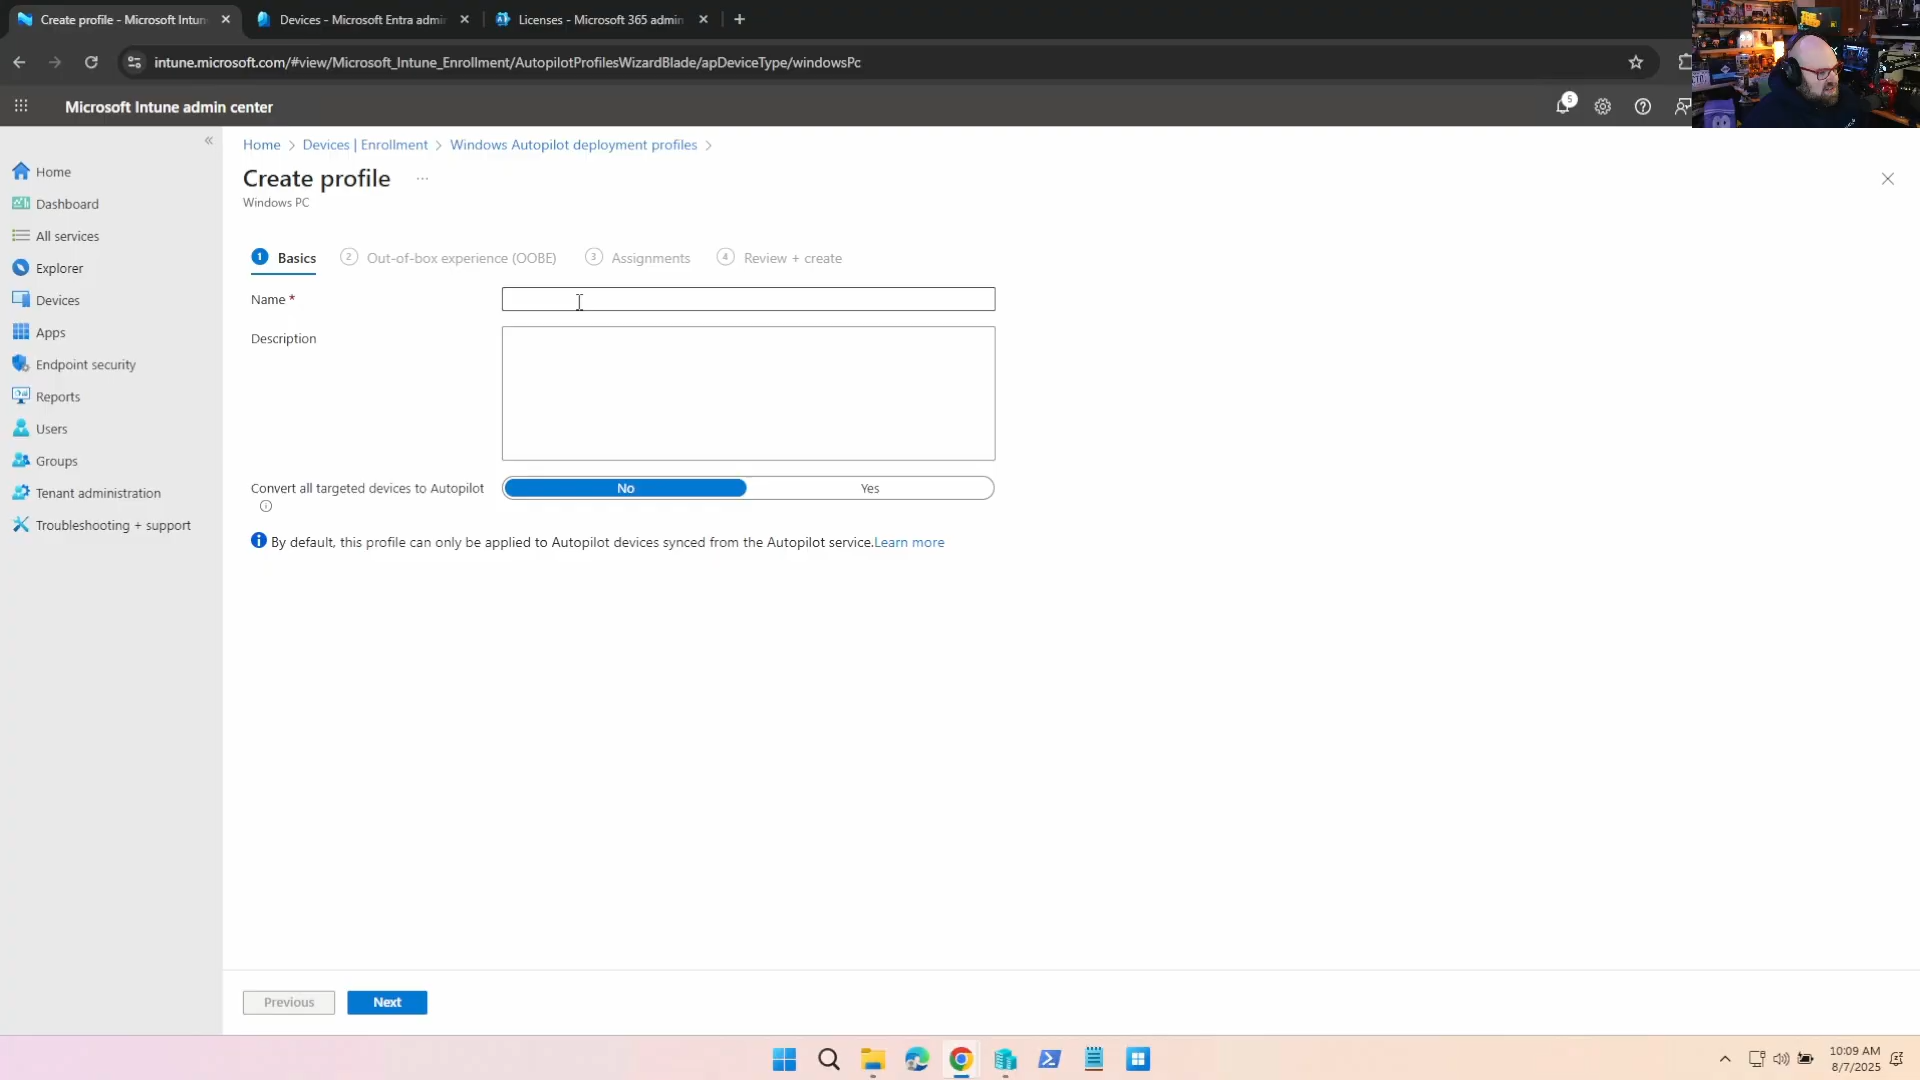 Create profile - Microsoft Intun
Devices - Microsoft Entra admin
Licenses - Microsoft 365 admin
intune.microsoft.com/#view/Microsoft_Intune_Enrollment/AutopilotProfilesWizardBlade/apDeviceType/windowsPc
Microsoft Intune admin center
5
Home
Dashboard
All services
Explorer
Devices
Apps
Endpoint security
Reports
Users
Groups
Tenant administration
Troubleshooting + support
Home > Devices | Enrollment > Windows Autopilot deployment profiles >
Create profile
Windows PC
1 Basics 2 Out-of-box experience (OOBE) 3 Assignments 4 Review + create
Name *
Description
Convert all targeted devices to Autopilot No Yes
By default, this profile can only be applied to Autopilot devices synced from the Autopilot service.Learn more
Previous Next
10:09 AM
8/7/2025